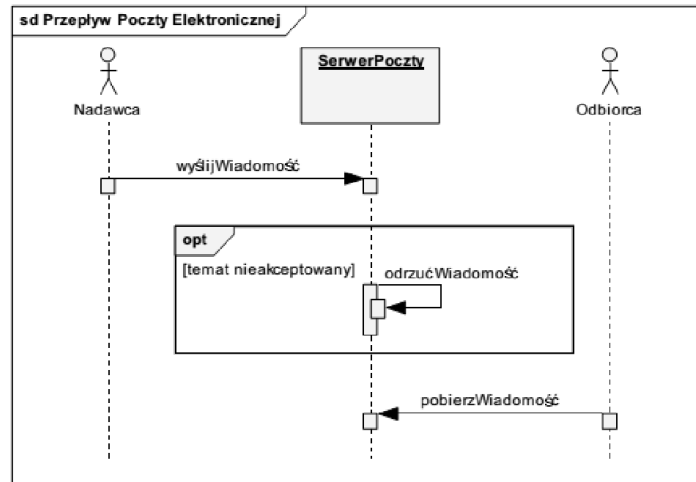 sd Przepływ Poczty Elektronicznej
Nadawca
SerwerPoczty
Odbiorca
wyślijWiadomość
opt
[temat nieakceptowany]
odrzućWiadomość
pobierzWiadomość